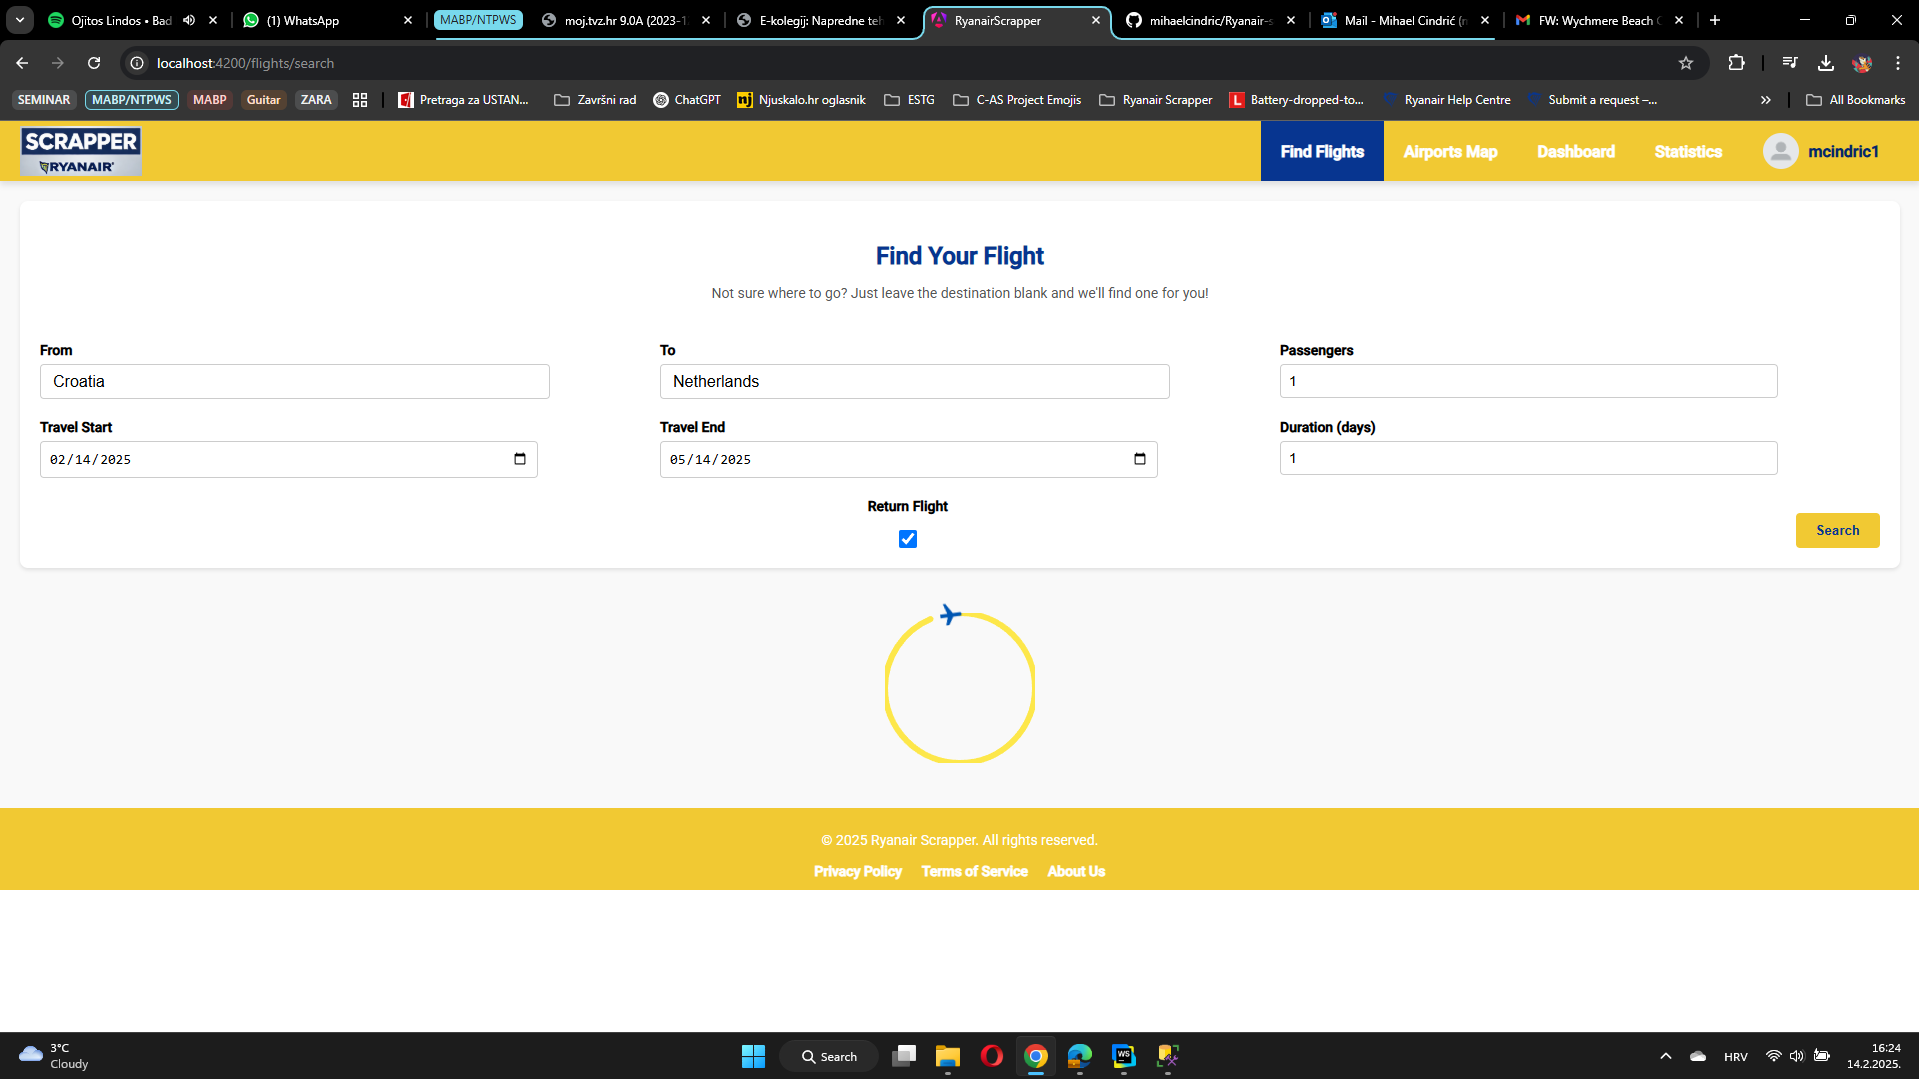 Ojitos Lindos • Bad
(1) WhatsApp
MABP/NTPWS
moj.tvz.hr 9.0A (2023-1
E-kolegij: Napredne teh
RyanairScrapper
mihaelcindric/Ryanair-s
Mail - Mihael Cindrić (
FW: Wychmere Beach C
localhost:4200/flights/search
SEMINAR
MABP/NTPWS
MABP
Guitar
ZARA
Pretraga za USTAN...
Završni rad
ChatGPT
Njuskalo.hr oglasnik
ESTG
C-AS Project Emojis
Ryanair Scrapper
Battery-dropped-to...
Ryanair Help Centre
Submit a request –...
All Bookmarks
SCRAPPER
RYANAIR
Find Flights
Airports Map
Dashboard
Statistics
mcindric1
Find Your Flight
Not sure where to go? Just leave the destination blank and we'll find one for you!
From
To
Passengers
Croatia
Netherlands
1
Travel Start
Travel End
Duration (days)
02/14/2025
05/14/2025
1
Return Flight
Search
© 2025 Ryanair Scrapper. All rights reserved.
Privacy Policy
Terms of Service
About Us
3°C
Cloudy
Search
WS
HRV
16:24
14.2.2025.